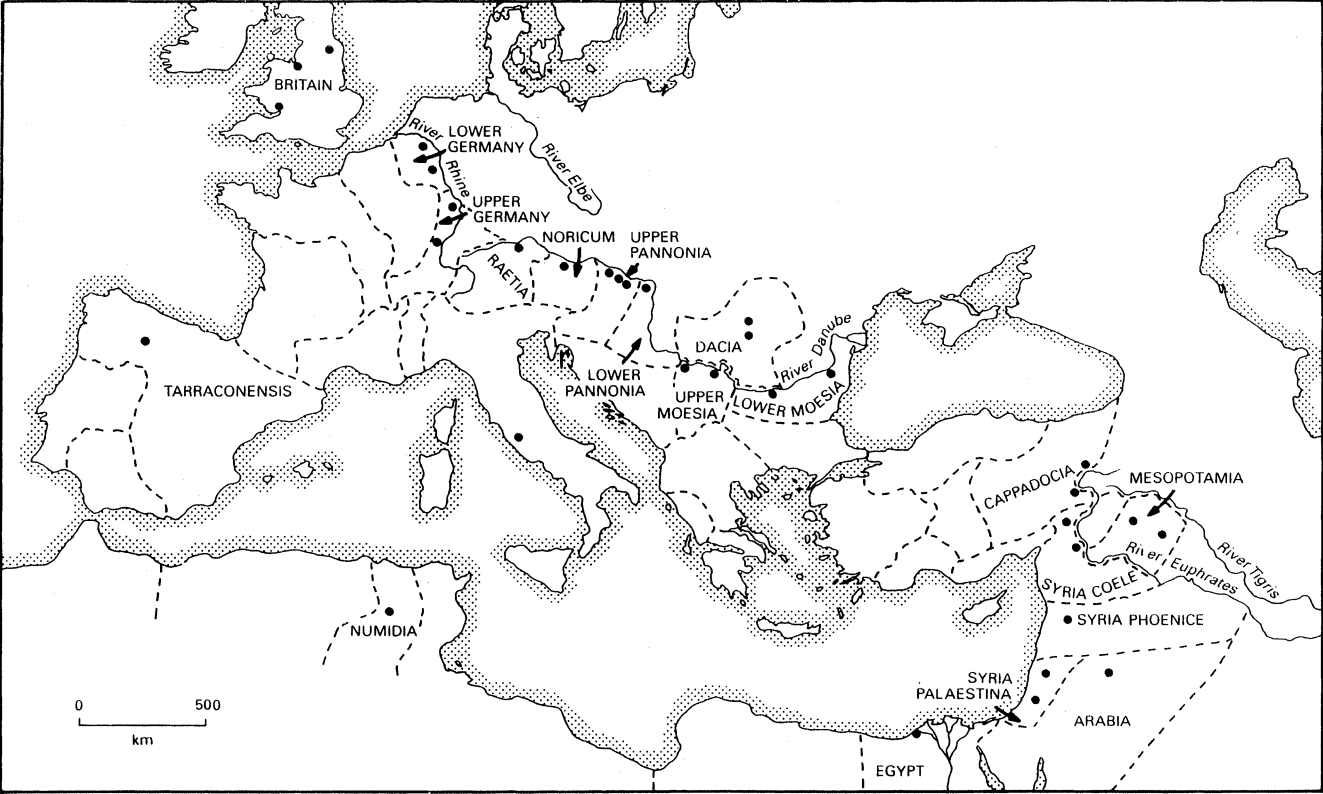 BRITAIN
River
Rhine
LOWER
GERMANY
River Elbe
UPPER
GERMANY
NORICUM
UPPER
PANNONIA
RAETIA
DACIA
River Danube
LOWER
PANNONIA
UPPER
MOESIA
LOWER MOESIA
TARRACONENSIS
CAPPADOCIA
MESOPOTAMIA
River
Euphrates
River Tigris
SYRIA COELE
SYRIA PHOENICE
NUMIDIA
SYRIA
PALAESTINA
ARABIA
EGYPT
0 500
km